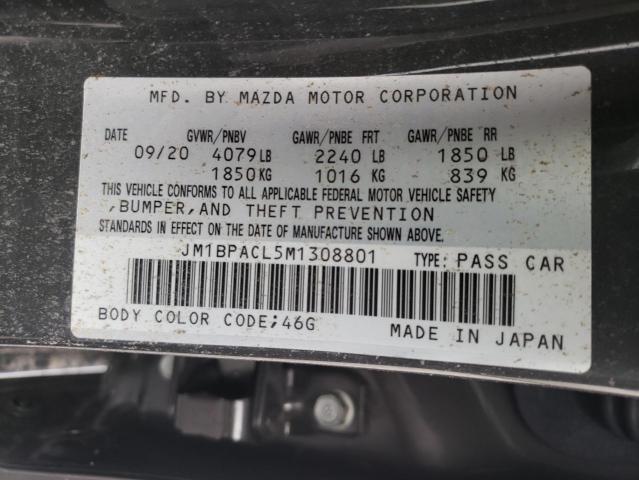 MFD. BY MAZDA MOTOR CORPORATION
DATE GVWR/PNBV GAWR/PNBE FRT GAWR/PNBE RR
09/20 4079LB 2240 LB 1850 LB
1850KG 1016 KG 839 KG
THIS VEHICLE CONFORMS TO ALL APPLICABLE FEDERAL MOTOR VEHICLE SAFETY
,BUMPER,AND THEFT PREVENTION
STANDARDS IN EFFECT ON THE DATE OF MANUFACTURE SHOWN ABOVE.
JM1BPACL5M1308801 TYPE: PASS CAR
BODY COLOR CODE;46G MADE IN JAPAN